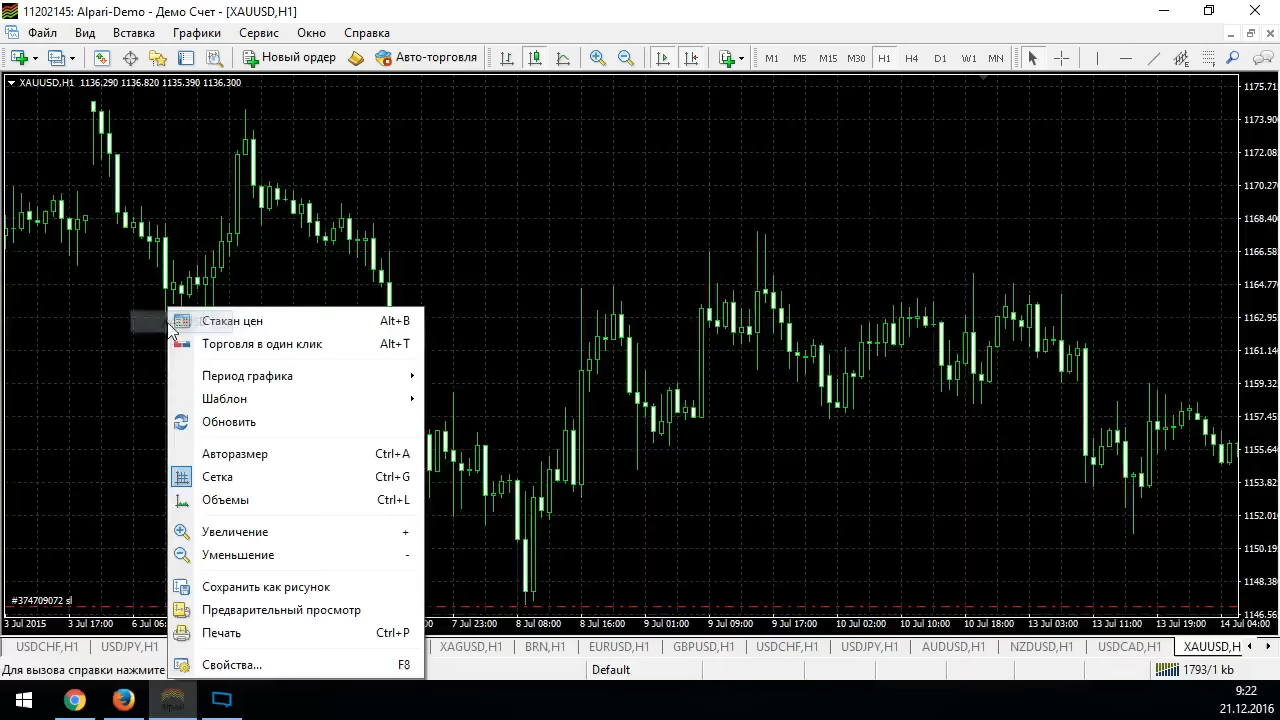 11202145: Alpari-Demo - Демо Счет - [XAUUSD,H1]
Файл Вид Вставка Графики Сервис Окно Справка
Новый ордер Авто-торговля M1 M5 M15 M30 H1 H4 D1 W1 MN
XAUUSD,H1 1136.290 1136.820 1135.390 1136.300
1175.71
1173.90
1172.08
1170.27
1168.40
1166.58
1164.77
1162.95
1161.14
1159.32
1157.45
1155.64
1153.82
1152.01
1150.19
1148.38
1146.56
Стакан цен Alt+B
Торговля в один клик Alt+T
Период графика
Шаблон
Обновить
Авторазмер Ctrl+A
Сетка Ctrl+G
Объемы Ctrl+L
Увеличение +
Уменьшение -
Сохранить как рисунок
Предварительный просмотр
Печать Ctrl+P
Свойства... F8
#374709072 sl
3 Jul 2015 3 Jul 17:00 6 Jul 06: 7 Jul 23:00 8 Jul 08:00 8 Jul 16:00 9 Jul 01:00 9 Jul 09:00 9 Jul 17:00 10 Jul 02:00 10 Jul 10:00 10 Jul 18:00 13 Jul 03:00 13 Jul 11:00 13 Jul 19:00 14 Jul 04:00
USDCHF,H1 USDJPY,H1 XAGUSD,H1 BRN,H1 EURUSD,H1 GBPUSD,H1 USDCHF,H1 USDJPY,H1 AUDUSD,H1 NZDUSD,H1 USDCAD,H1 XAUUSD,H
Для вызова справки нажмите Default 1793/1 kb
9:22
21.12.2016